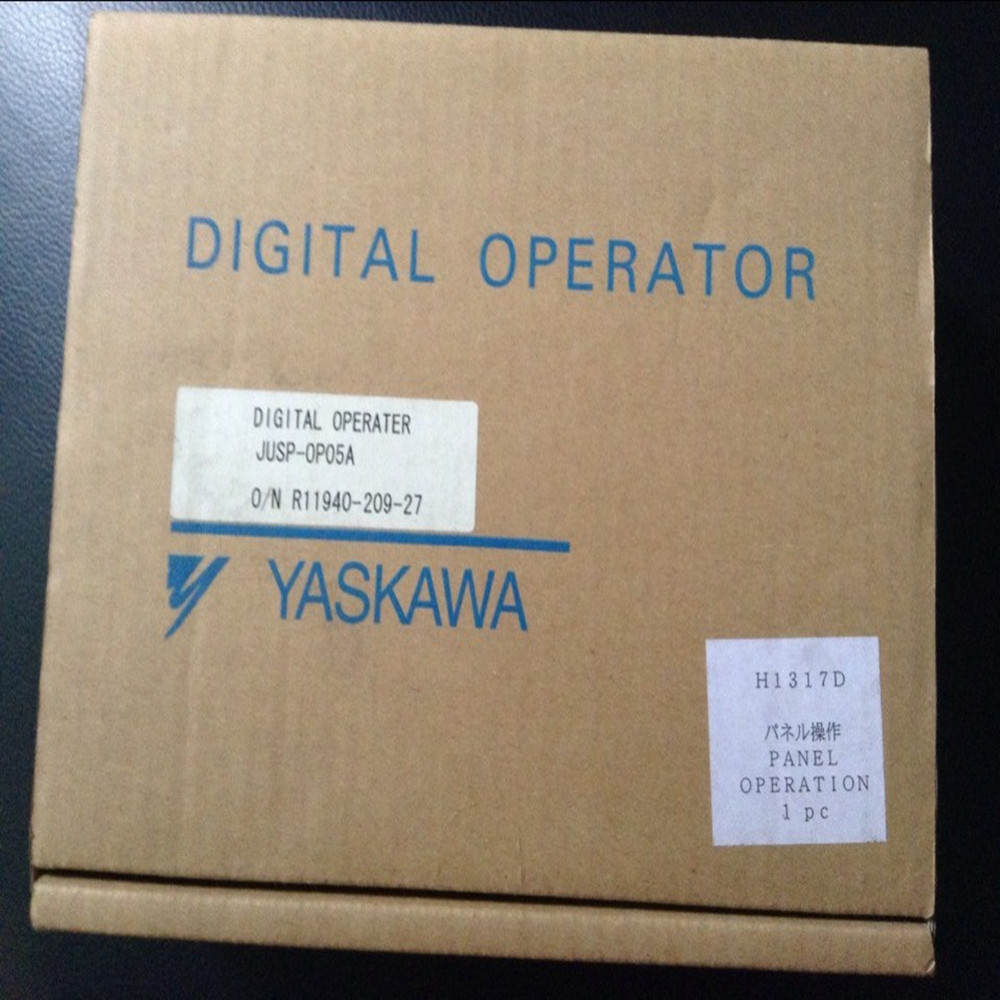 DIGITAL OPERATOR
DIGITAL OPERATER
JUSP-OP05A
O/N R11940-209-27
YASKAWA
H1317D
パネル操作
PANEL
OPERATION
1 pc